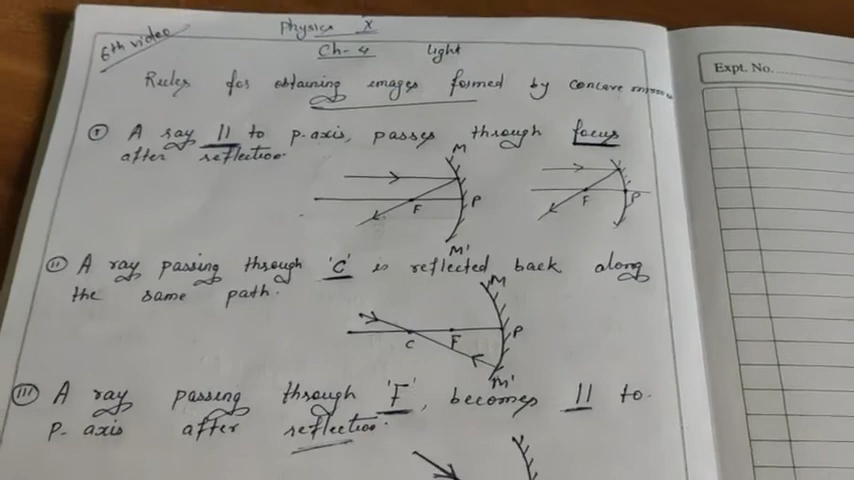 6th video
Physics X
Ch-4 Light
Rules for obtaining images formed by concave mirror
Expt. No.
I A ray || to p.axis, passes through focus
after reflection.
M
F P F P
M'
II A ray passing through 'C' is reflected back along
the same path.
M
C F P
M'
III A ray passing through 'F', becomes || to
P-axis after reflection.